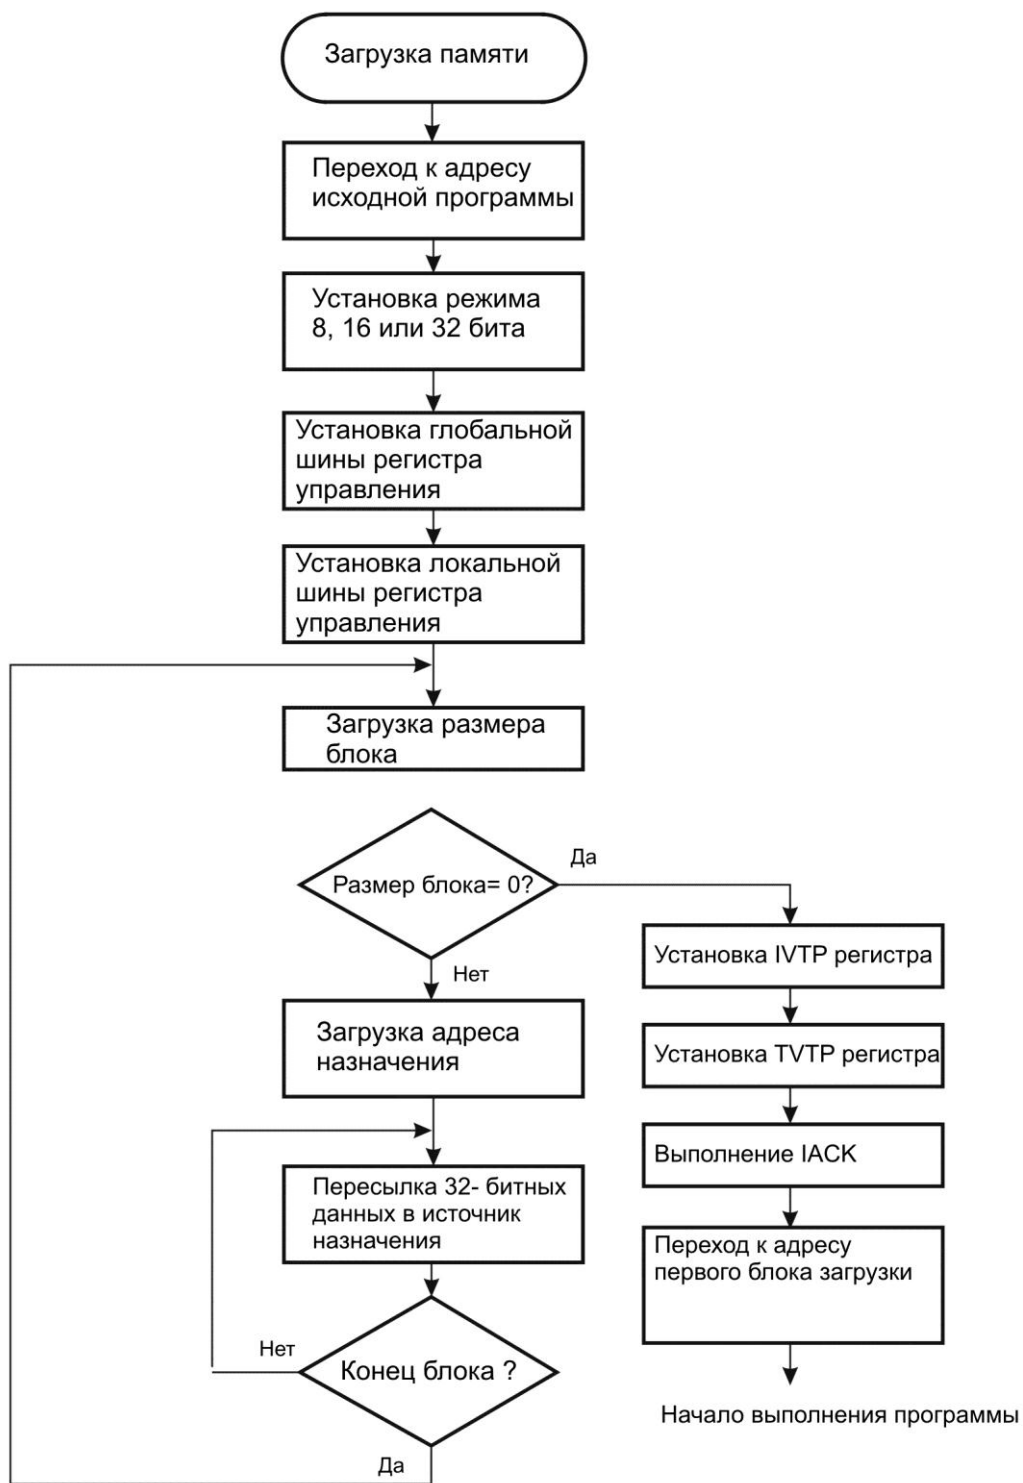 Загрузка памяти
Переход к адресу
исходной программы
Установка режима
8, 16 или 32 бита
Установка глобальной
шины регистра
управления
Установка локальной
шины регистра
управления
Загрузка размера
блока
Размер блока= 0?
Да
Нет
Загрузка адреса
назначения
Пересылка 32- битных
данных в источник
назначения
Конец блока ?
Нет
Да
Установка IVTP регистра
Установка TVTP регистра
Выполнение IACK
Переход к адресу
первого блока загрузки
Начало выполнения программы